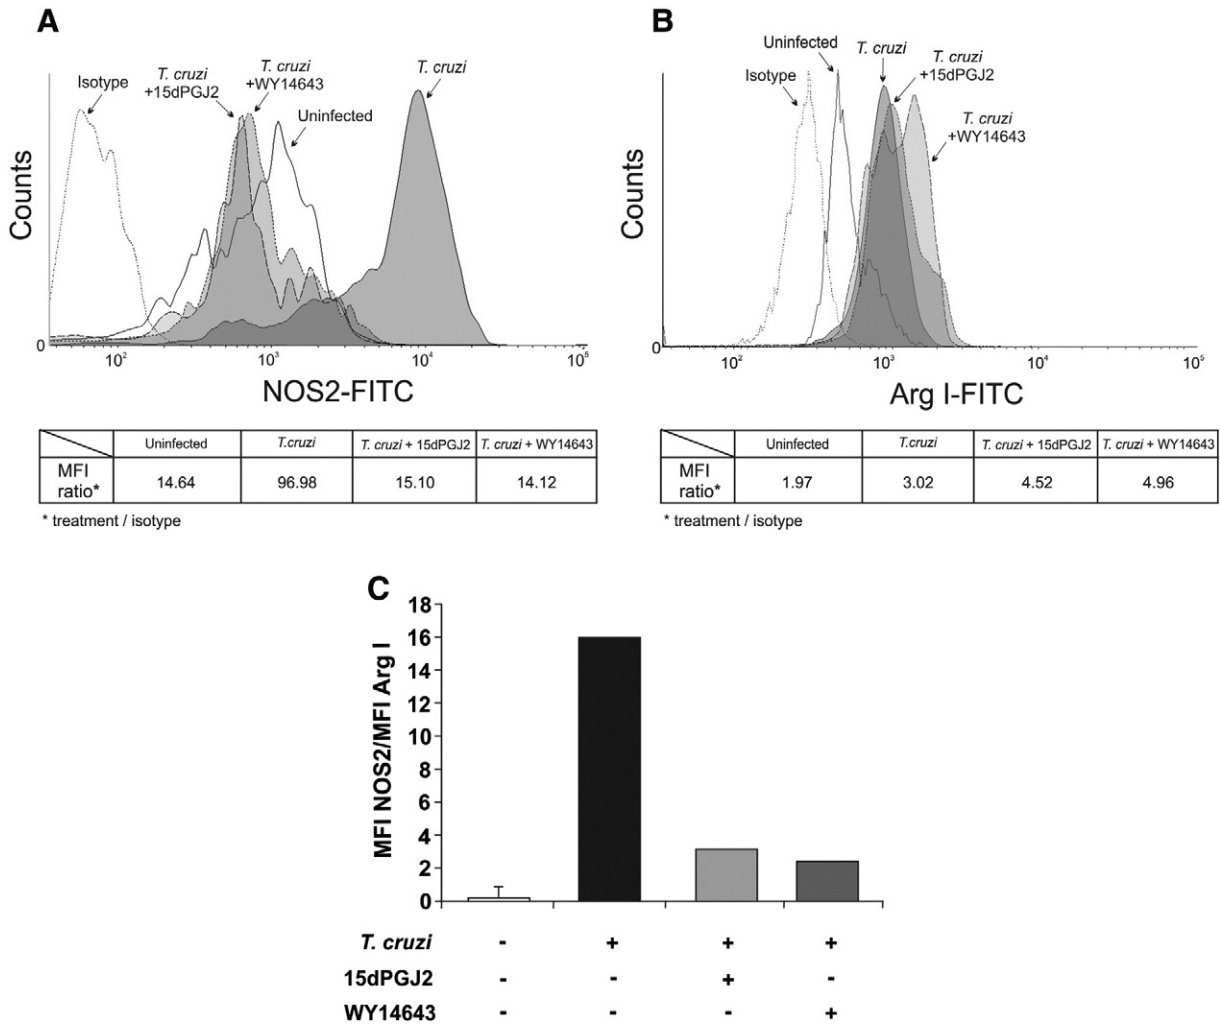 A
Isotype
T. cruzi
+15dPGJ2
T. cruzi
+WY14643
Uninfected
T. cruzi
Counts
0
10²
10³
10⁴
10⁵
NOS2-FITC
Uninfected
T.cruzi
T. cruzi + 15dPGJ2
T. cruzi + WY14643
MFI
ratio*
14.64
96.98
15.10
14.12
* treatment / isotype
B
Uninfected
Isotype
T. cruzi
T. cruzi
+15dPGJ2
T. cruzi
+WY14643
Counts
0
10²
10³
10⁴
10⁵
Arg I-FITC
Uninfected
T.cruzi
T. cruzi + 15dPGJ2
T. cruzi + WY14643
MFI
ratio*
1.97
3.02
4.52
4.96
* treatment / isotype
C
MFI NOS2/MFI Arg I
18
16
14
12
10
8
6
4
2
0
T. cruzi - + + +
15dPGJ2 - - + -
WY14643 - - - +